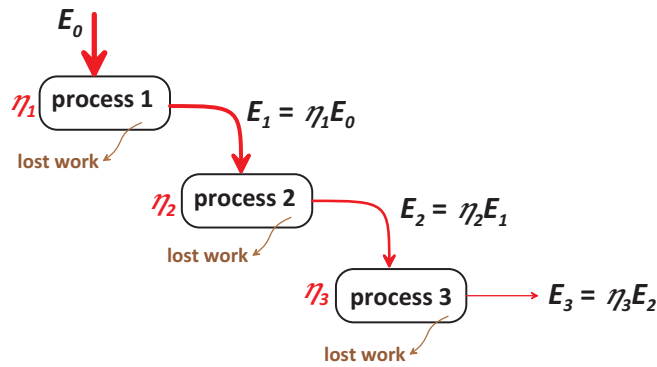 E₀
η₁
process 1
E₁ = η₁E₀
lost work
η₂
process 2
E₂ = η₂E₁
lost work
η₃
process 3
E₃ = η₃E₂
lost work